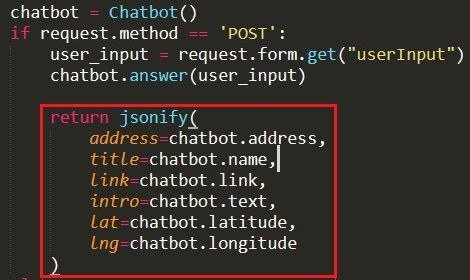 chatbot = Chatbot()
if request.method == 'POST':
    user_input = request.form.get("userInput")
    chatbot.answer(user_input)

    return jsonify(
        address=chatbot.address,
        title=chatbot.name,
        link=chatbot.link,
        intro=chatbot.text,
        lat=chatbot.latitude,
        lng=chatbot.longitude
    )